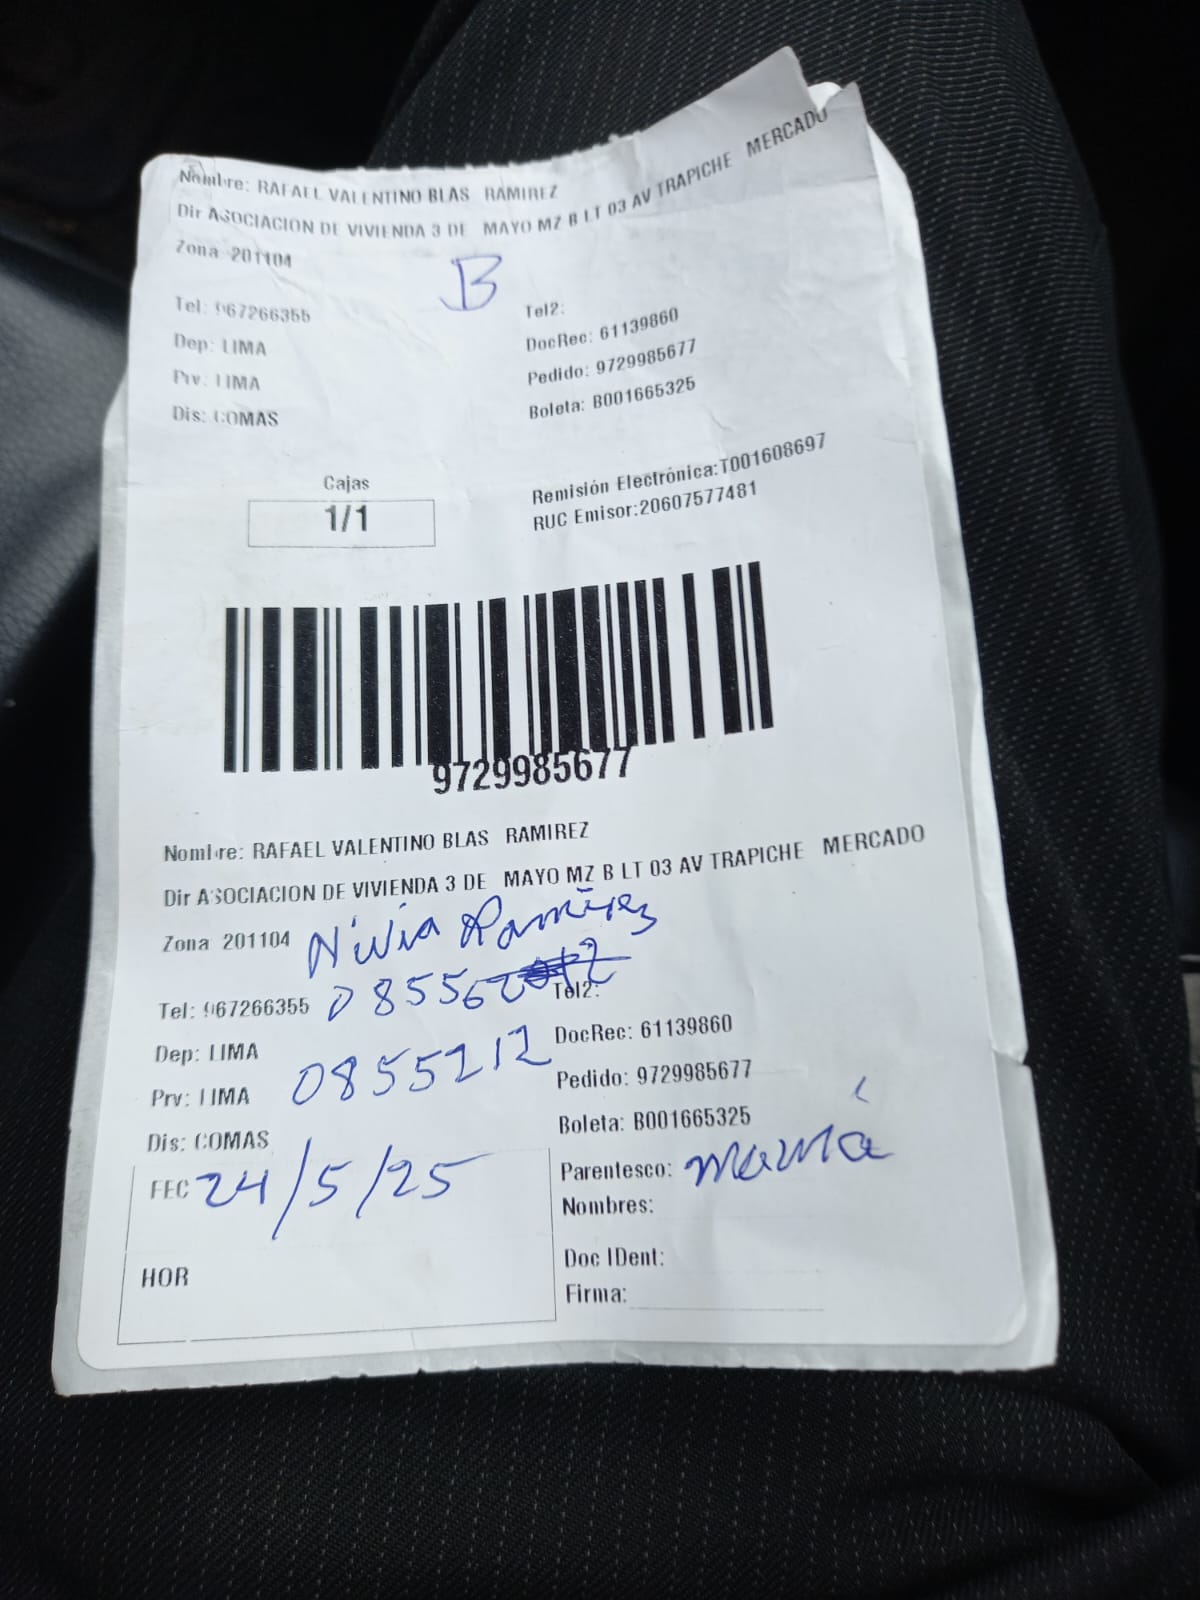 Nombre: RAFAEL VALENTINO BLAS RAMIREZ
Dir ASOCIACION DE VIVIENDA 3 DE MAYO MZ B LT 03 AV TRAPICHE MERCADO
Zona 201104
B
Tel: 967266355
Tel2:
Dep: LIMA
DocRec: 61139860
Prv: LIMA
Pedido: 9729985677
Dis: COMAS
Boleta: B001665325
Cajas
1/1
Remisión Electrónica:T001608697
RUC Emisor:20607577481
9729985677
Nombre: RAFAEL VALENTINO BLAS RAMIREZ
Dir ASOCIACION DE VIVIENDA 3 DE MAYO MZ B LT 03 AV TRAPICHE MERCADO
Zona 201104
Nivia Ramirez
Tel: 967266355
Tel2:
Dep: LIMA
08555212
DocRec: 61139860
Prv: LIMA
Pedido: 9729985677
Dis: COMAS
Boleta: B001665325
FEC 24/5/25
Parentesco: mamá
Nombres:
HOR
Doc IDent:
Firma: